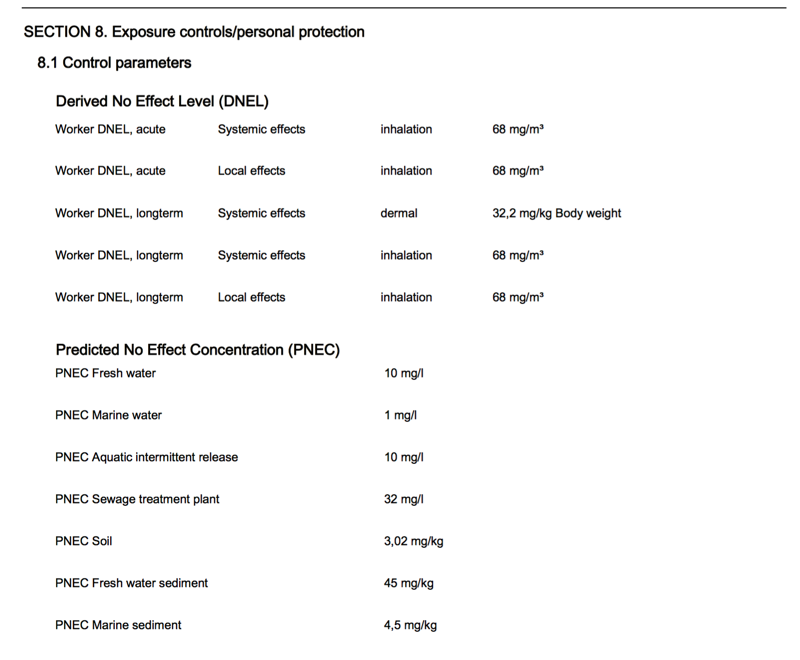 SECTION 8. Exposure controls/personal protection
8.1 Control parameters
Derived No Effect Level (DNEL)
Worker DNEL, acute Systemic effects inhalation 68 mg/m³
Worker DNEL, acute Local effects inhalation 68 mg/m³
Worker DNEL, longterm Systemic effects dermal 32,2 mg/kg Body weight
Worker DNEL, longterm Systemic effects inhalation 68 mg/m³
Worker DNEL, longterm Local effects inhalation 68 mg/m³
Predicted No Effect Concentration (PNEC)
PNEC Fresh water 10 mg/l
PNEC Marine water 1 mg/l
PNEC Aquatic intermittent release 10 mg/l
PNEC Sewage treatment plant 32 mg/l
PNEC Soil 3,02 mg/kg
PNEC Fresh water sediment 45 mg/kg
PNEC Marine sediment 4,5 mg/kg